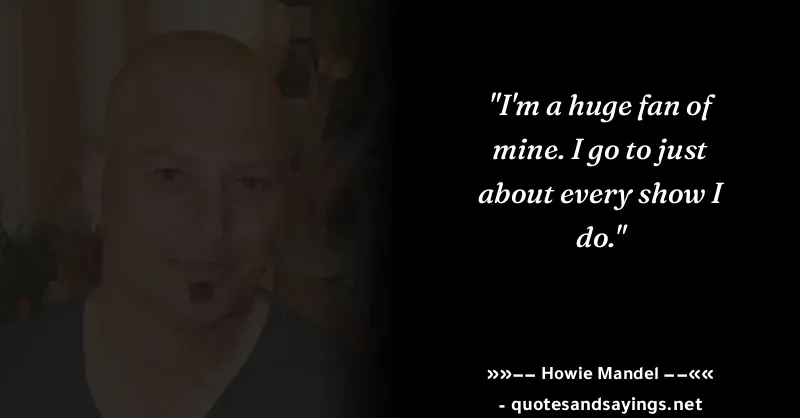 "I'm a huge fan of
mine. I go to just
about every show I
do."
»»–– Howie Mandel ––««
- quotesandsayings.net